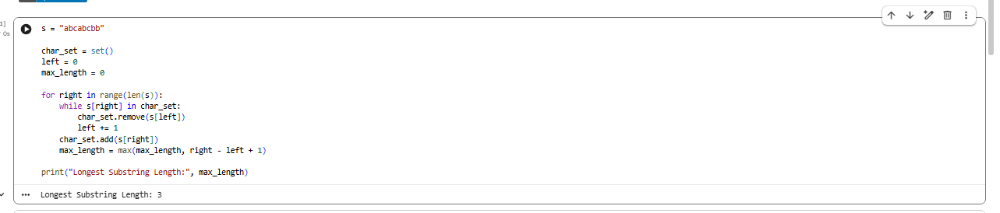 1]
0s
s = "abcabcbb"
char_set = set()
left = 0
max_length = 0
for right in range(len(s)):
    while s[right] in char_set:
        char_set.remove(s[left])
        left += 1
    char_set.add(s[right])
    max_length = max(max_length, right - left + 1)
print("Longest Substring Length:", max_length)
Longest Substring Length: 3